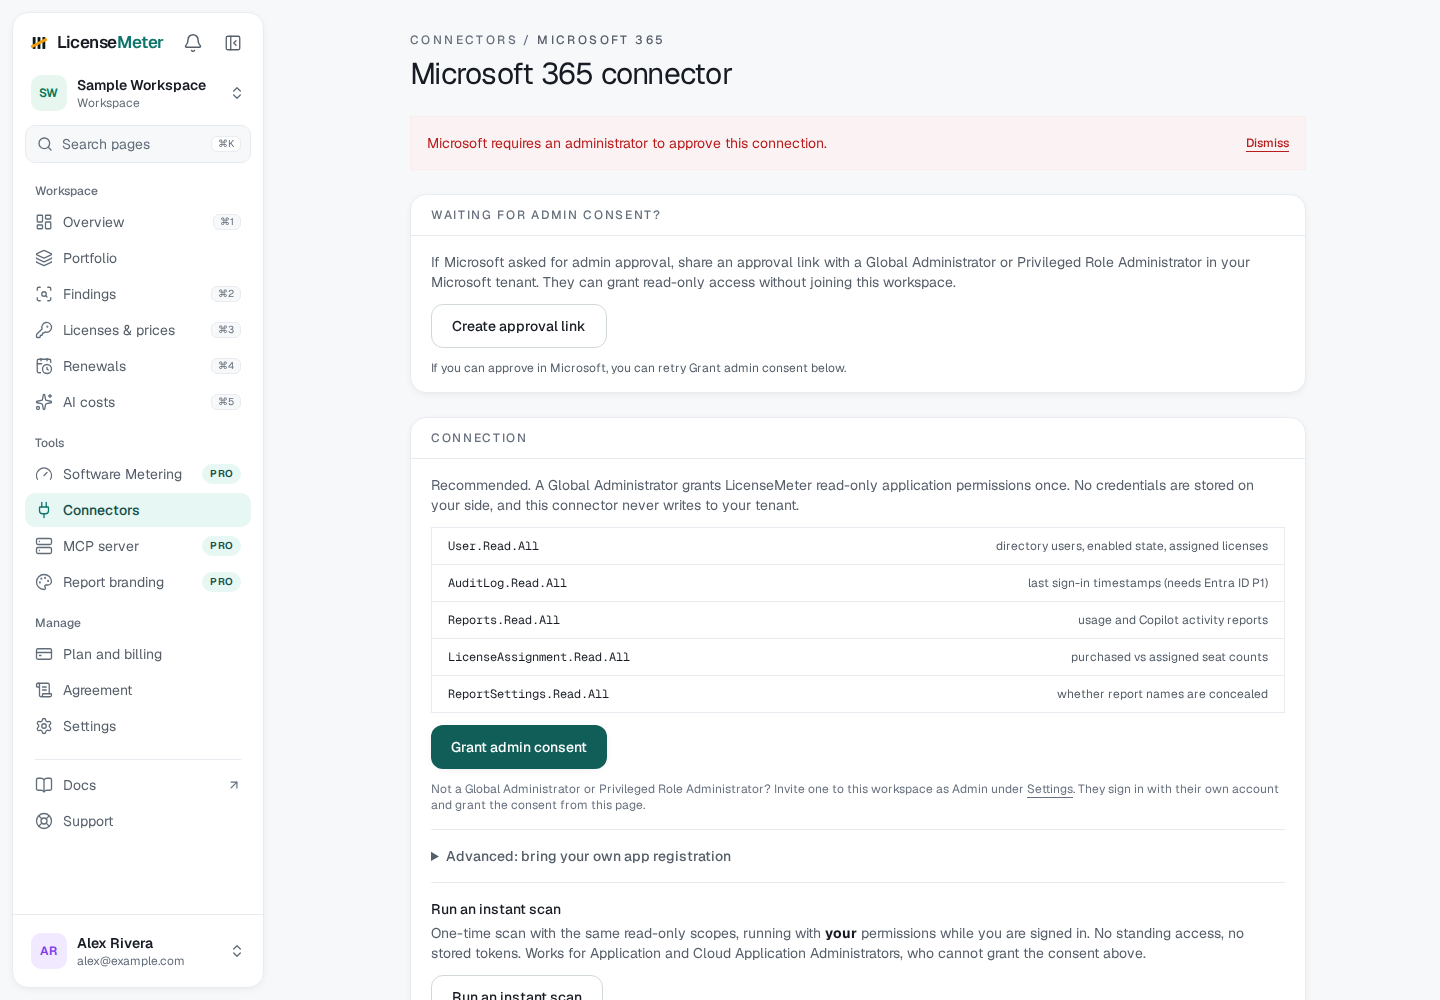 LicenseMeter
SW
Sample Workspace
Workspace
Search pages
⌘K
Workspace
Overview
⌘1
Portfolio
Findings
⌘2
Licenses & prices
⌘3
Renewals
⌘4
AI costs
⌘5
Tools
Software Metering
PRO
Connectors
MCP server
PRO
Report branding
PRO
Manage
Plan and billing
Agreement
Settings
Docs
Support
AR
Alex Rivera
alex@example.com
CONNECTORS / MICROSOFT 365
Microsoft 365 connector
Microsoft requires an administrator to approve this connection.
Dismiss
WAITING FOR ADMIN CONSENT?
If Microsoft asked for admin approval, share an approval link with a Global Administrator or Privileged Role Administrator in your
Microsoft tenant. They can grant read-only access without joining this workspace.
Create approval link
If you can approve in Microsoft, you can retry Grant admin consent below.
CONNECTION
Recommended. A Global Administrator grants LicenseMeter read-only application permissions once. No credentials are stored on
your side, and this connector never writes to your tenant.
User.Read.All
directory users, enabled state, assigned licenses
AuditLog.Read.All
last sign-in timestamps (needs Entra ID P1)
Reports.Read.All
usage and Copilot activity reports
LicenseAssignment.Read.All
purchased vs assigned seat counts
ReportSettings.Read.All
whether report names are concealed
Grant admin consent
Not a Global Administrator or Privileged Role Administrator? Invite one to this workspace as Admin under Settings. They sign in with their own account
and grant the consent from this page.
Advanced: bring your own app registration
Run an instant scan
One-time scan with the same read-only scopes, running with your permissions while you are signed in. No standing access, no
stored tokens. Works for Application and Cloud Application Administrators, who cannot grant the consent above.
Run an instant scan